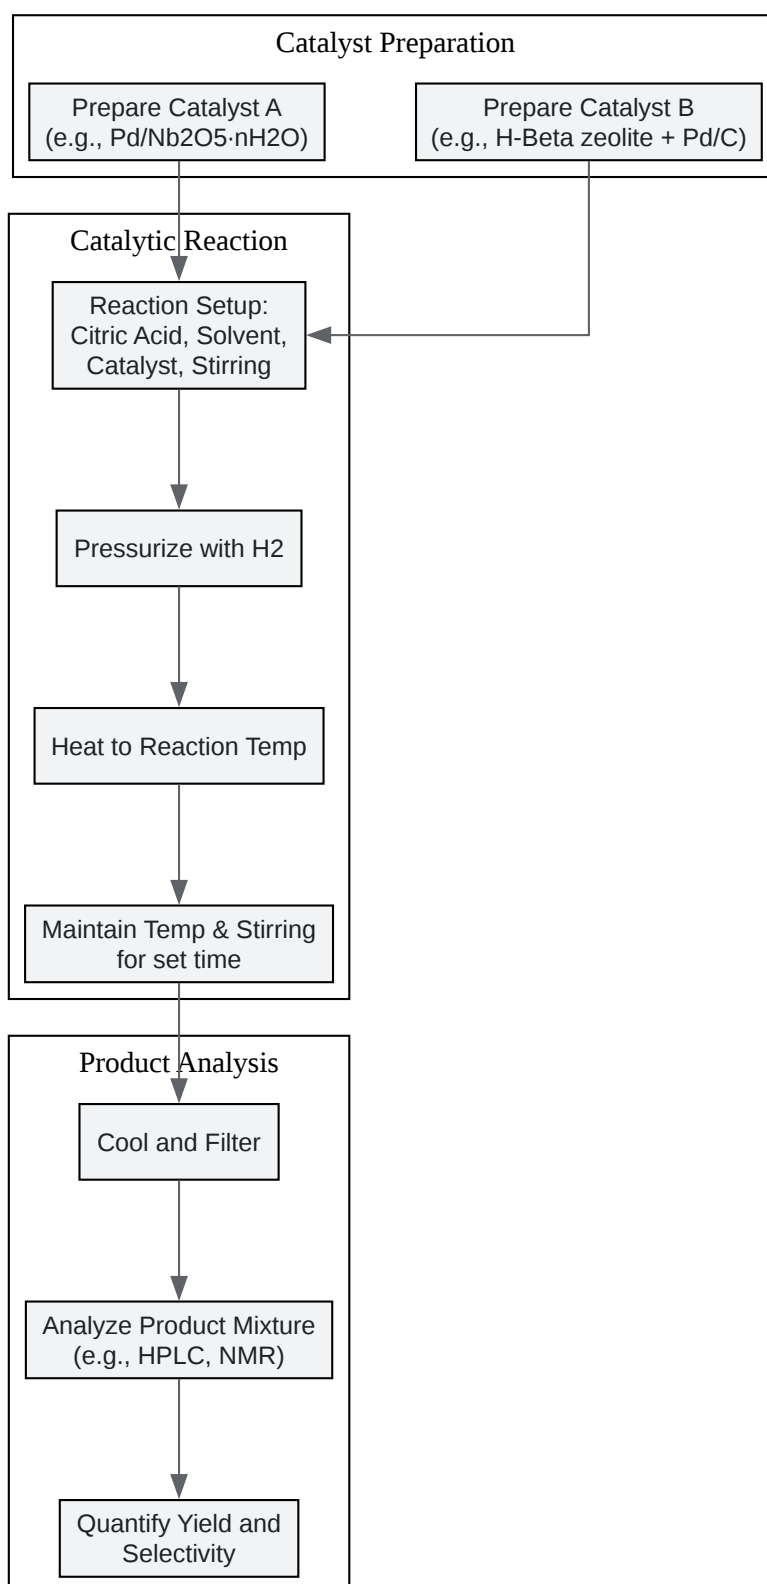 Catalyst Preparation
Prepare Catalyst A
(e.g., Pd/Nb2O5·nH2O)
Prepare Catalyst B
(e.g., H-Beta zeolite + Pd/C)
Catalytic Reaction
Reaction Setup:
Citric Acid, Solvent,
Catalyst, Stirring
Pressurize with H2
Heat to Reaction Temp
Maintain Temp & Stirring
for set time
Product Analysis
Cool and Filter
Analyze Product Mixture
(e.g., HPLC, NMR)
Quantify Yield and
Selectivity